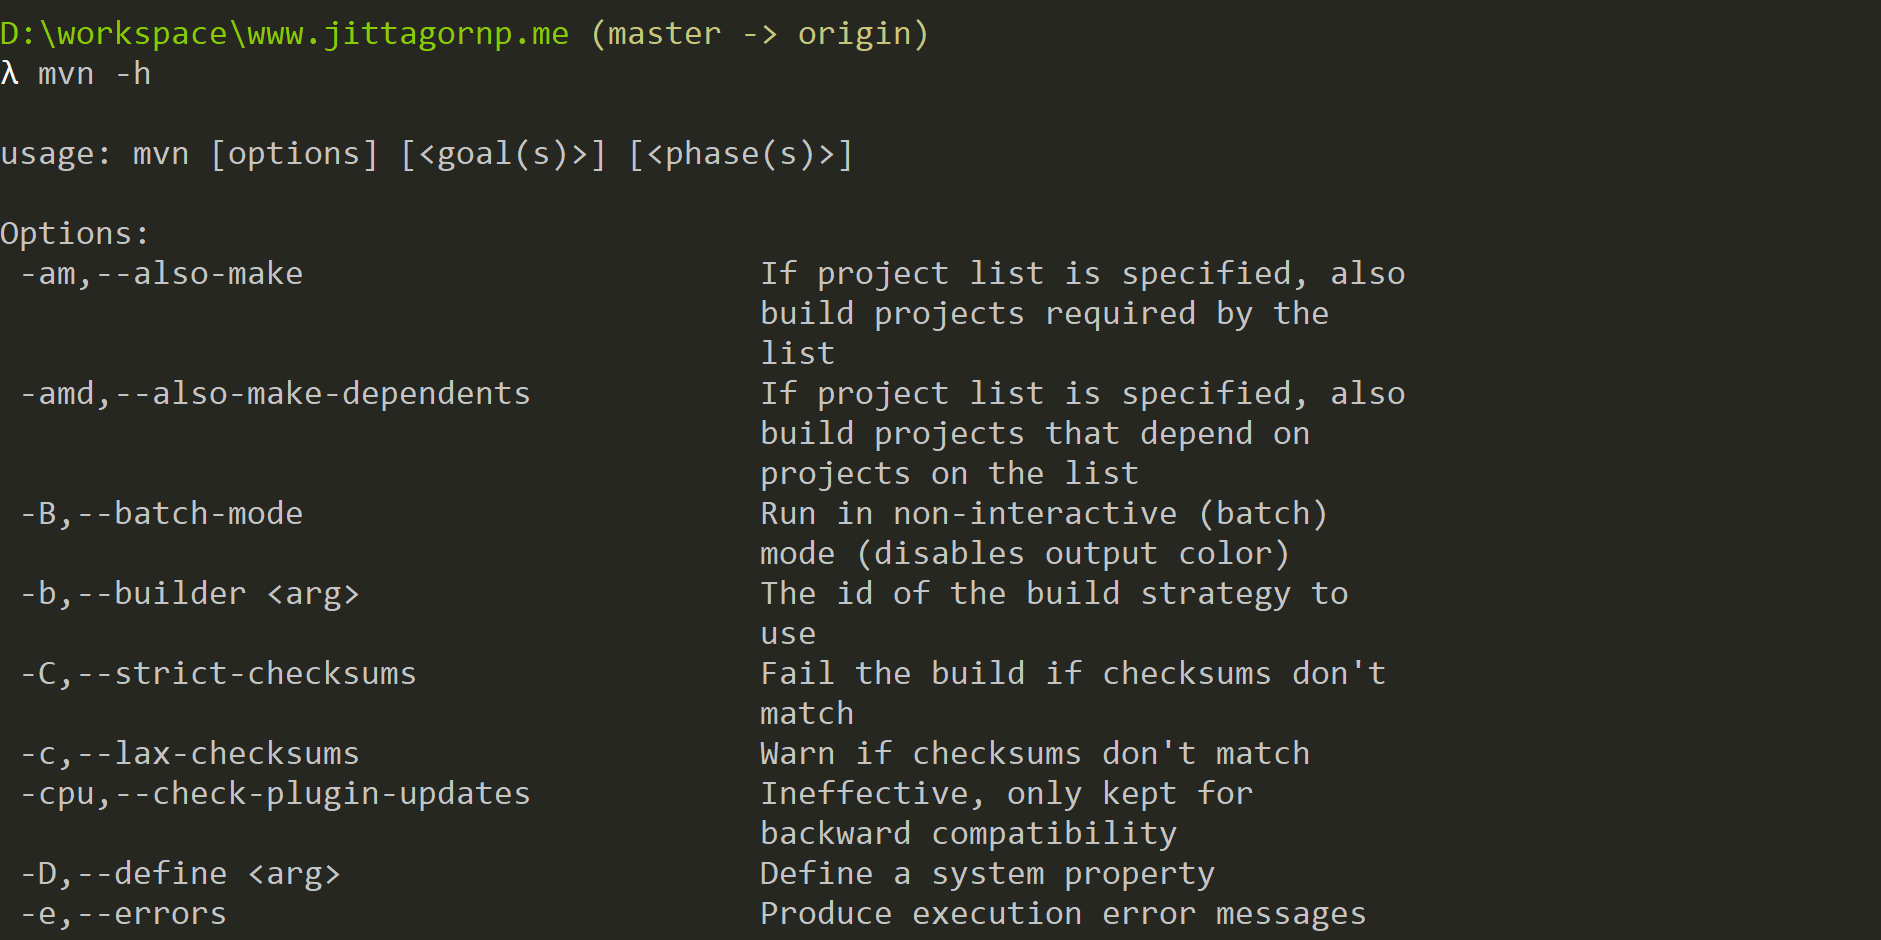 D:\workspace\www.jittagornp.me (master -> origin)
λ mvn -h
usage: mvn [options] [<goal(s)>] [<phase(s)>]
Options:
-am,--also-make If project list is specified, also
build projects required by the
list
-amd,--also-make-dependents If project list is specified, also
build projects that depend on
projects on the list
-B,--batch-mode Run in non-interactive (batch)
mode (disables output color)
-b,--builder <arg> The id of the build strategy to
use
-C,--strict-checksums Fail the build if checksums don't
match
-c,--lax-checksums Warn if checksums don't match
-cpu,--check-plugin-updates Ineffective, only kept for
backward compatibility
-D,--define <arg> Define a system property
-e,--errors Produce execution error messages